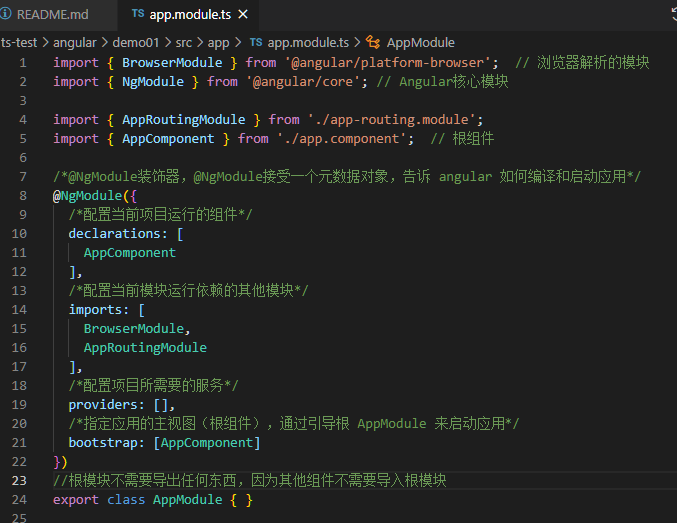 README.md TS app.module.ts ×
ts-test > angular > demo01 > src > app > TS app.module.ts > AppModule
1 import { BrowserModule } from '@angular/platform-browser';  // 浏览器解析的模块
2 import { NgModule } from '@angular/core'; // Angular核心模块
3
4 import { AppRoutingModule } from './app-routing.module';
5 import { AppComponent } from './app.component';  // 根组件
6
7 /*@NgModule装饰器，@NgModule接受一个元数据对象，告诉 angular 如何编译和启动应用*/
8 @NgModule({
9   /*配置当前项目运行的组件*/
10   declarations: [
11     AppComponent
12   ],
13   /*配置当前模块运行依赖的其他模块*/
14   imports: [
15     BrowserModule,
16     AppRoutingModule
17   ],
18   /*配置项目所需要的服务*/
19   providers: [],
20   /*指定应用的主视图（根组件），通过引导根 AppModule 来启动应用*/
21   bootstrap: [AppComponent]
22 })
23 //根模块不需要导出任何东西，因为其他组件不需要导入根模块
24 export class AppModule { }
25